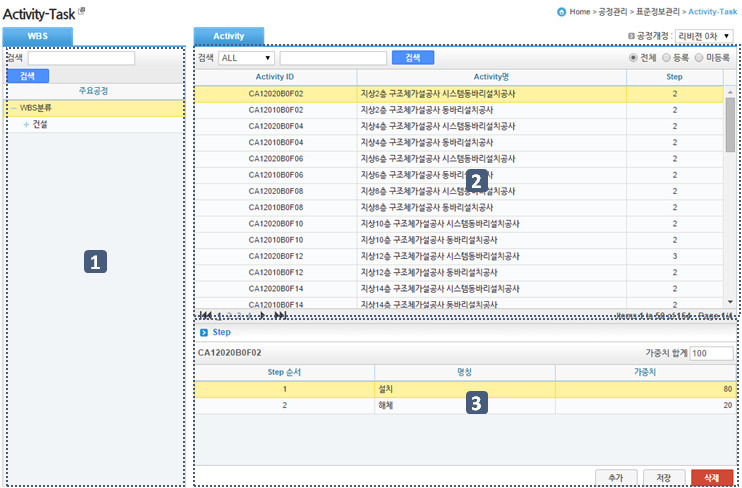 Activity-Task
Home > 공정관리 > 표준정보관리 > Activity-Task
WBS
Activity
공정개정 : 리비전 0차
검색
검색
주요공정
WBS분류
건설
1
검색 ALL 검색 전체 등록 미등록
Activity ID Activity명 Step
CA12020B0F02 지상2층 구조체가설공사 시스템동바리설치공사 2
CA12010B0F02 지상2층 구조체가설공사 동바리설치공사 2
CA12020B0F04 지상4층 구조체가설공사 시스템동바리설치공사 2
CA12010B0F04 지상4층 구조체가설공사 동바리설치공사 2
CA12020B0F06 지상6층 구조체가설공사 시스템동바리설치공사 2
CA12010B0F06 지상6층 구조체가설공사 동바리설치공사 2
2
CA12020B0F08 지상8층 구조체가설공사 시스템동바리설치공사 2
CA12010B0F08 지상8층 구조체가설공사 동바리설치공사 2
CA12020B0F10 지상10층 구조체가설공사 시스템동바리설치공사 2
CA12010B0F10 지상10층 구조체가설공사 동바리설치공사 2
CA12020B0F12 지상12층 구조체가설공사 시스템동바리설치공사 3
CA12010B0F12 지상12층 구조체가설공사 동바리설치공사 2
CA12020B0F14 지상14층 구조체가설공사 시스템동바리설치공사 2
CA12010B0F14 지상14층 구조체가설공사 동바리설치공사 2
1 2 3 4 Items 1 to 50 of 154 - Page 1/4
Step
CA12020B0F02 가중치 합계 100
Step 순서 명칭 가중치
1 설치 80
2 해체 20
3
추가 저장 삭제